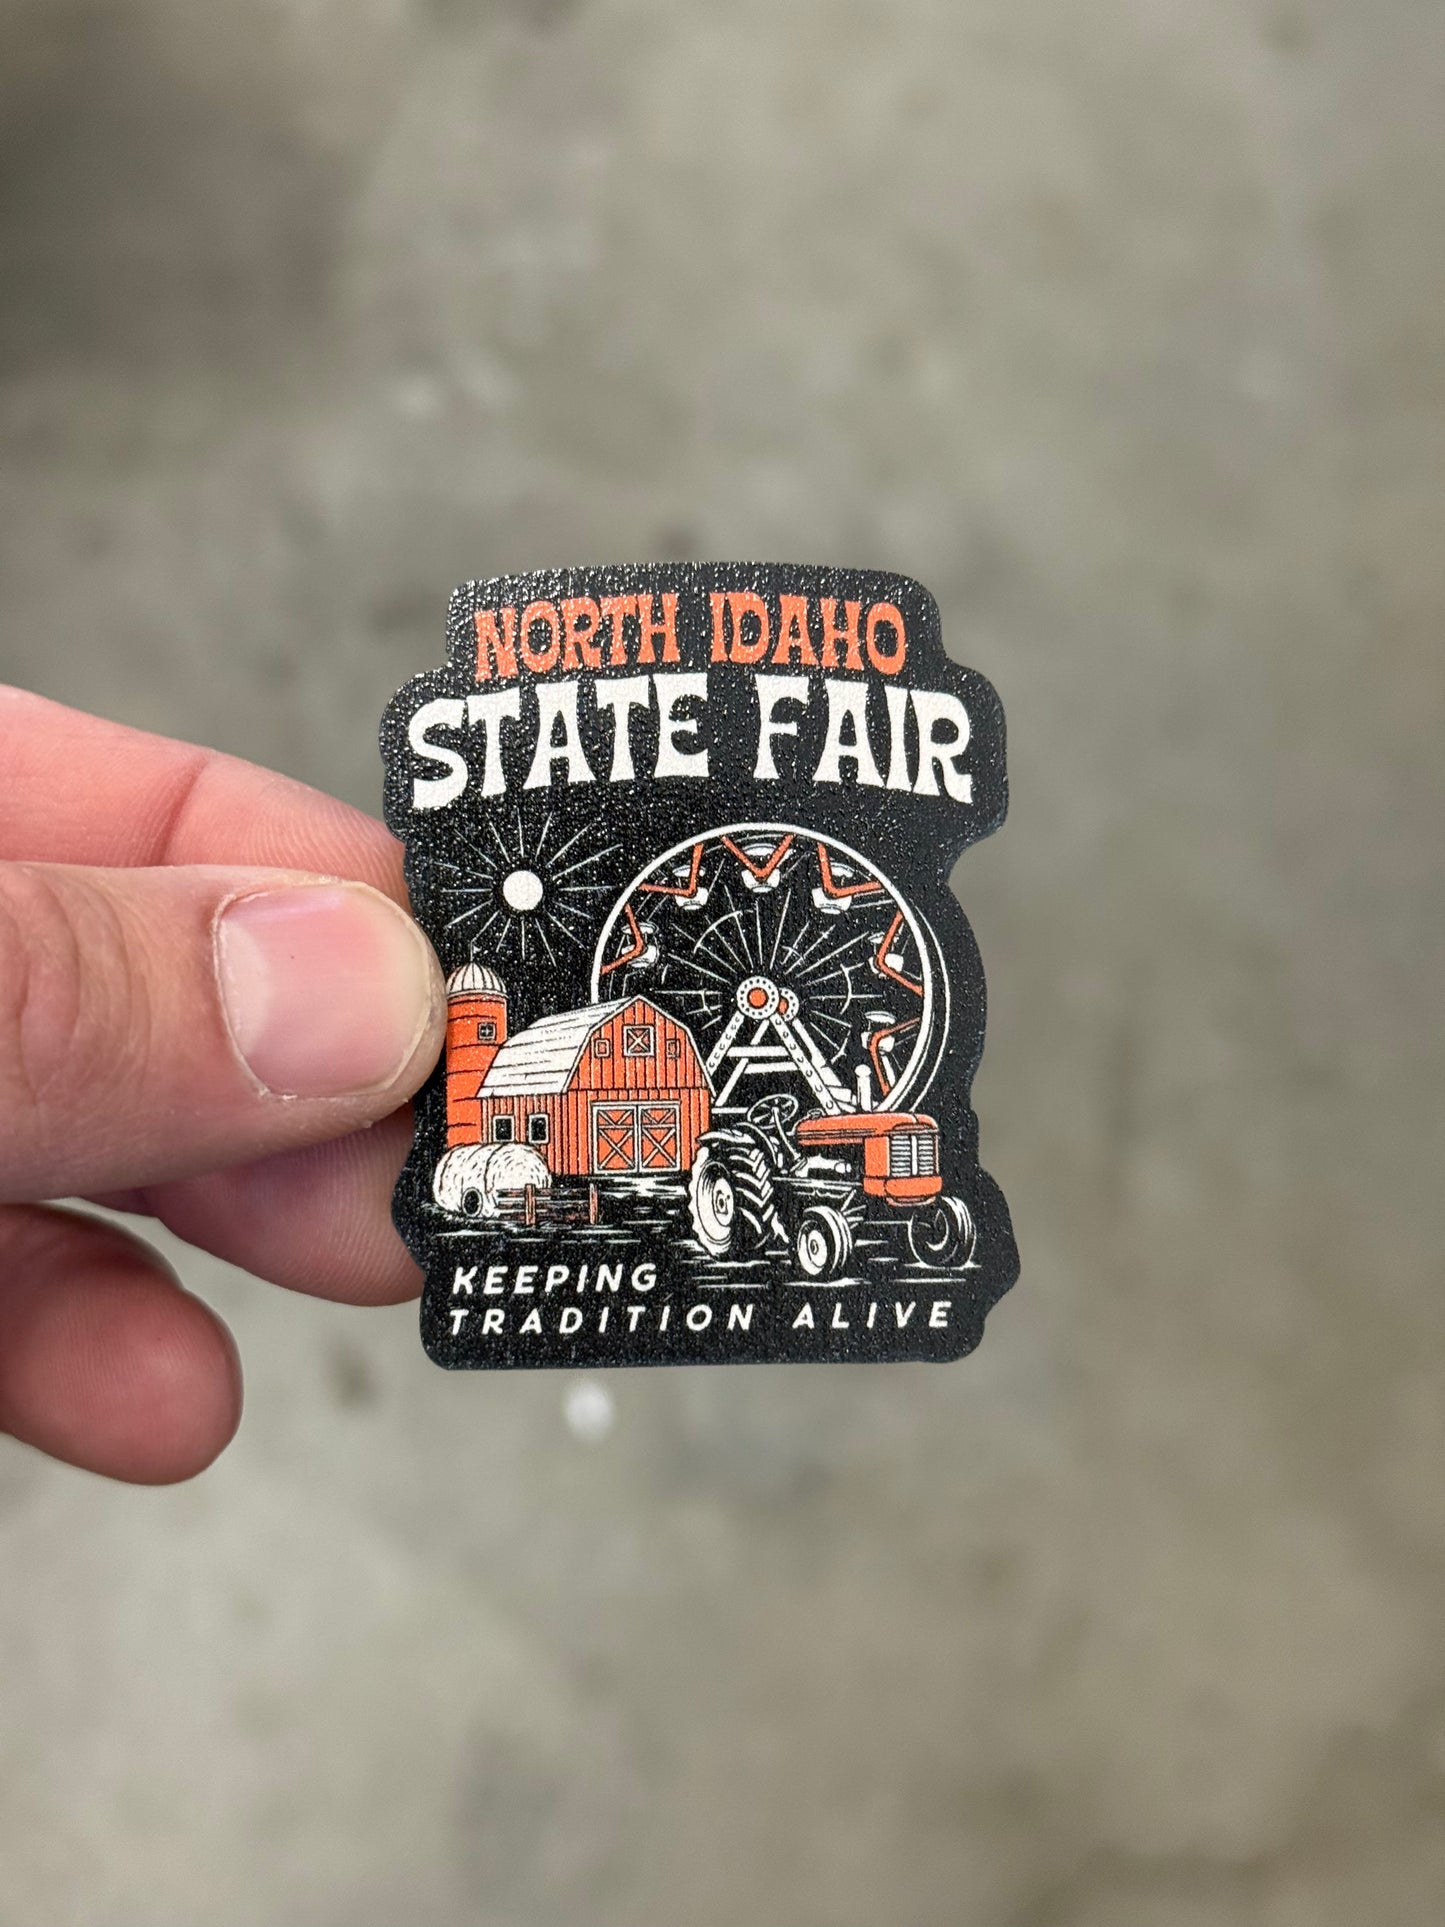 NORTH IDAHO
STATE FAIR
KEEPING
TRADITION ALIVE